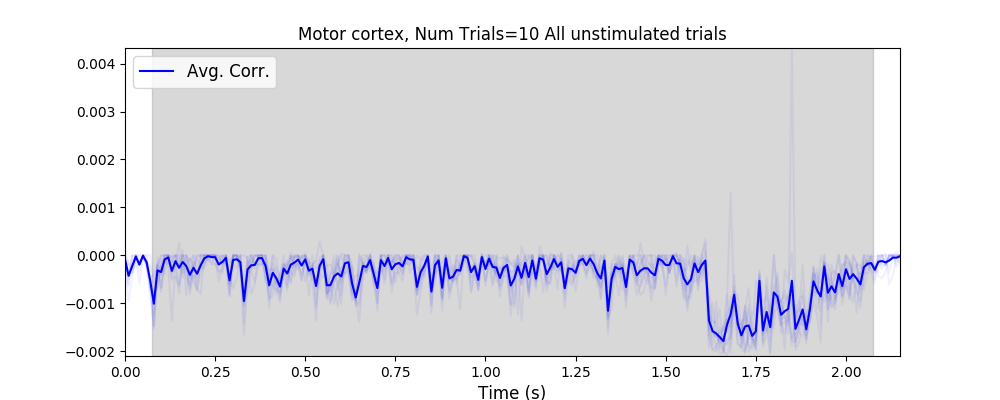 Motor cortex, Num Trials=10 All unstimulated trials
Avg. Corr.
0.004
0.003
0.002
0.001
0.000
−0.001
−0.002
0.00 0.25 0.50 0.75 1.00 1.25 1.50 1.75 2.00
Time (s)